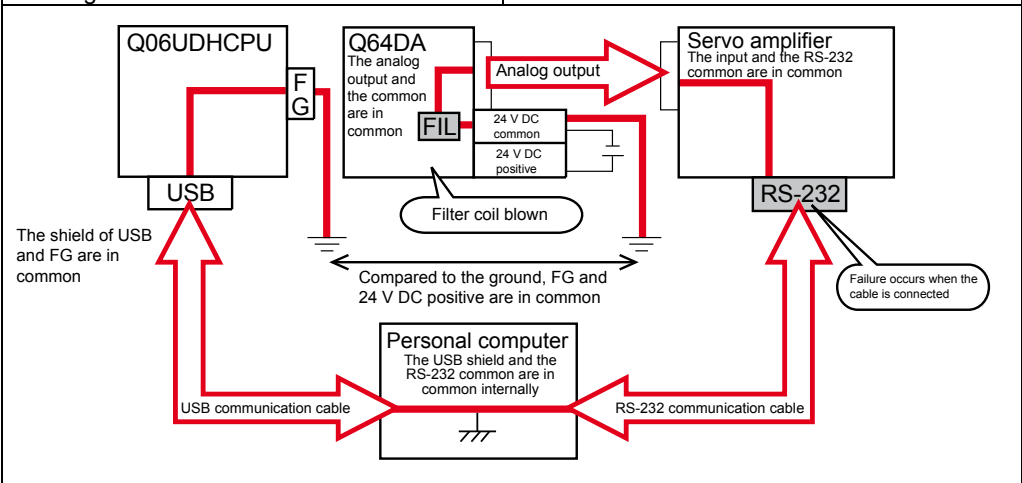 Q06UDHCPU
F
G
USB
The shield of USB
and FG are in
common
Q64DA
The analog
output and
the common
are in
common
FIL
24 V DC
common
24 V DC
positive
Filter coil blown
Analog output
Servo amplifier
The input and the RS-232
common are in common
RS-232
Failure occurs when the
cable is connected
Compared to the ground, FG and
24 V DC positive are in common
Personal computer
The USB shield and the
RS-232 common are in
common internally
USB communication cable
RS-232 communication cable